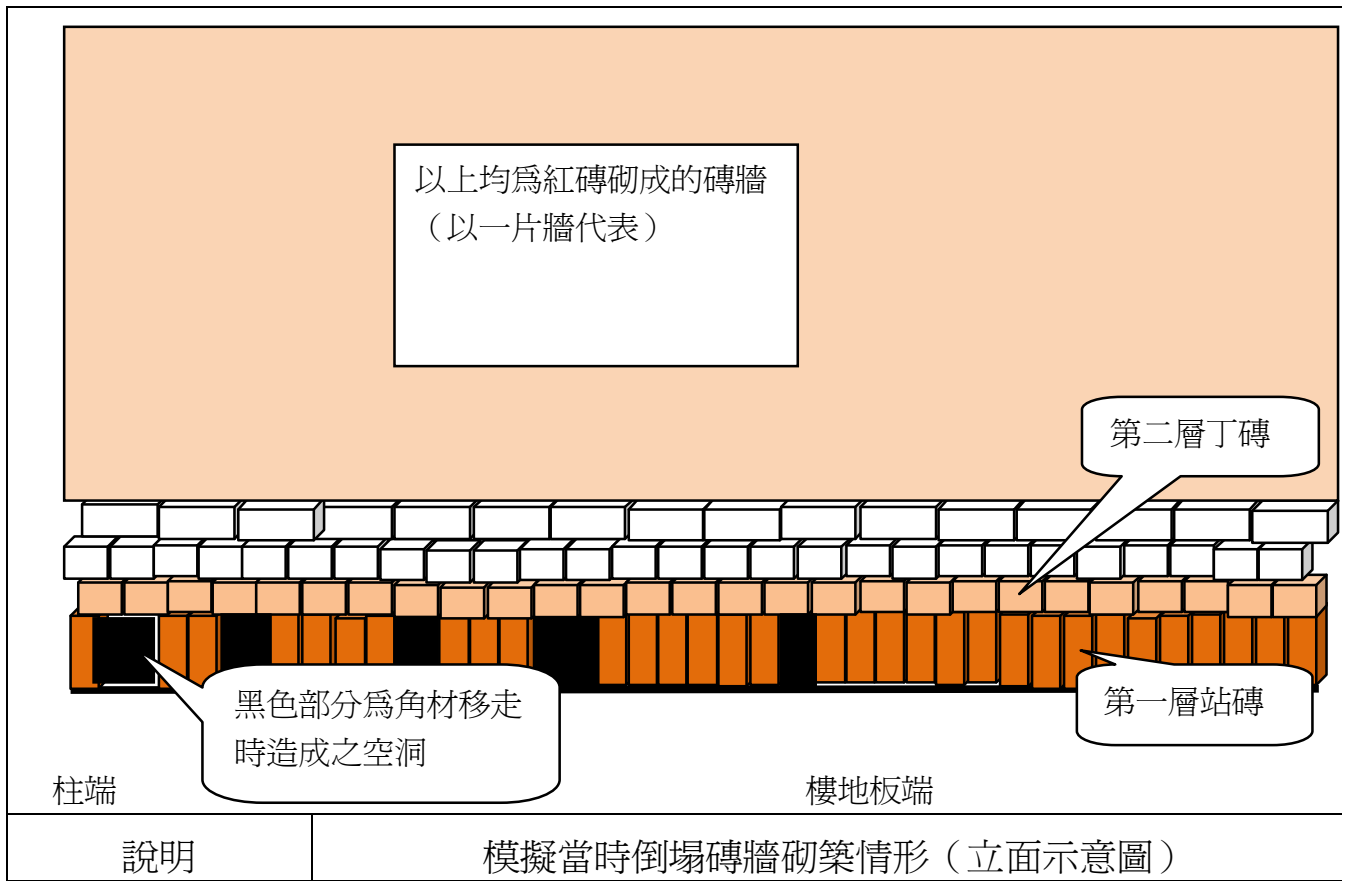 以上均爲紅磚砌成的磚牆
（以一片牆代表）
第二層丁磚
黑色部分爲角材移走
時造成之空洞
第一層站磚
柱端
樓地板端
說明
模擬當時倒塌磚牆砌築情形（立面示意圖）